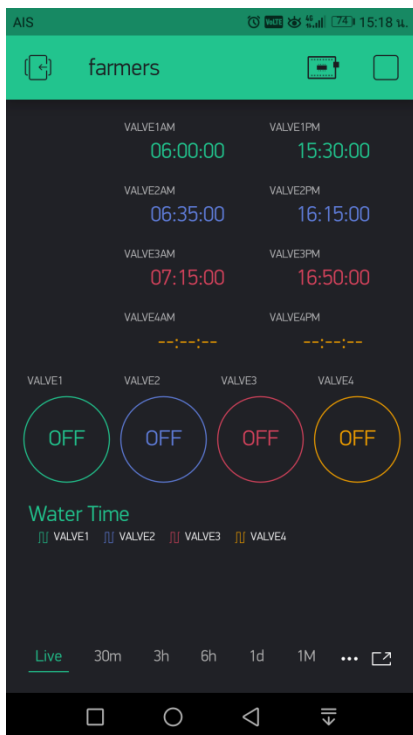 AIS VoLTE 4G 74 15:18 น.
farmers
VALVE1AM VALVE1PM
06:00:00 15:30:00
VALVE2AM VALVE2PM
06:35:00 16:15:00
VALVE3AM VALVE3PM
07:15:00 16:50:00
VALVE4AM VALVE4PM
--:--:-- --:--:--
VALVE1 VALVE2 VALVE3 VALVE4
OFF OFF OFF OFF
Water Time
VALVE1 VALVE2 VALVE3 VALVE4
Live 30m 3h 6h 1d 1M